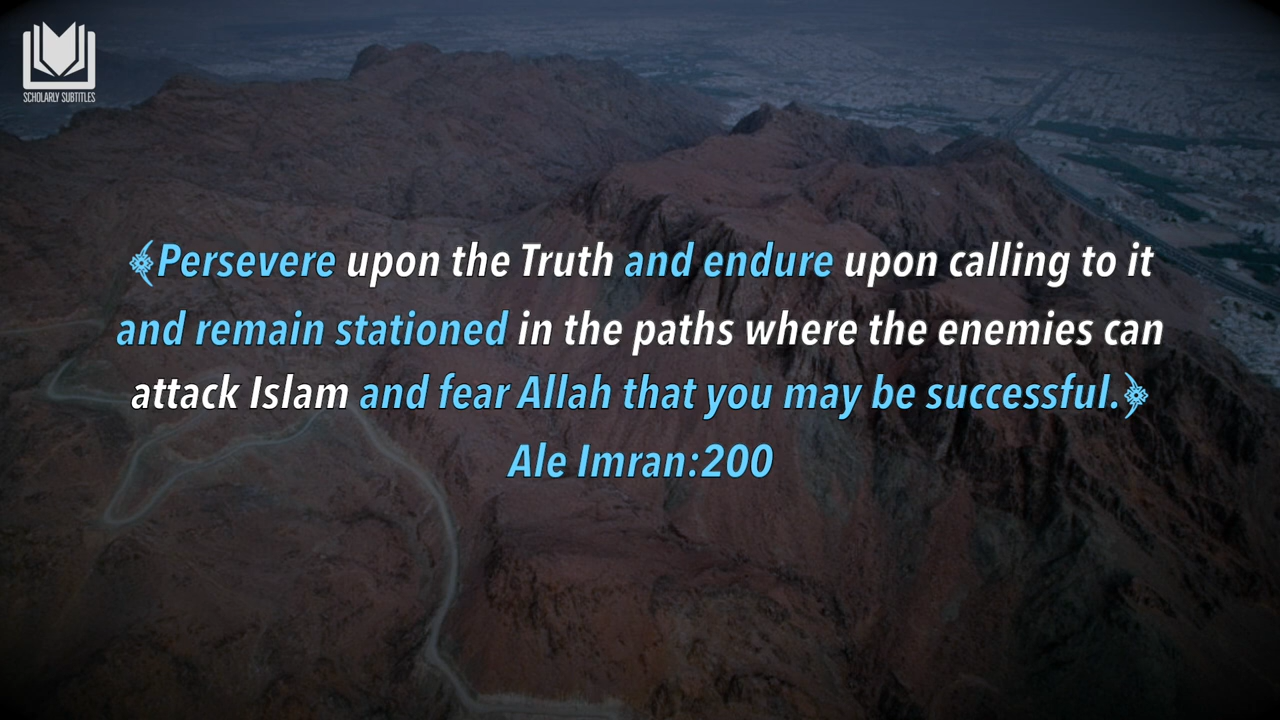 SCHOLARLY SUBTITLES
﴾Persevere upon the Truth and endure upon calling to it
and remain stationed in the paths where the enemies can
attack Islam and fear Allah that you may be successful.﴿
Ale Imran:200